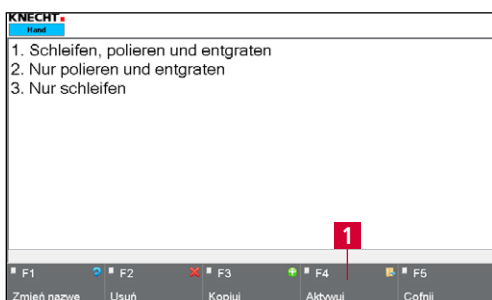 KNECHT
Hand
1. Schleifen, polieren und entgraten
2. Nur polieren und entgraten
3. Nur schleifen
1
F1 F2 F3 F4 F5
Zmień nazwę Usuń Kopiuj Aktywuj Cofnij